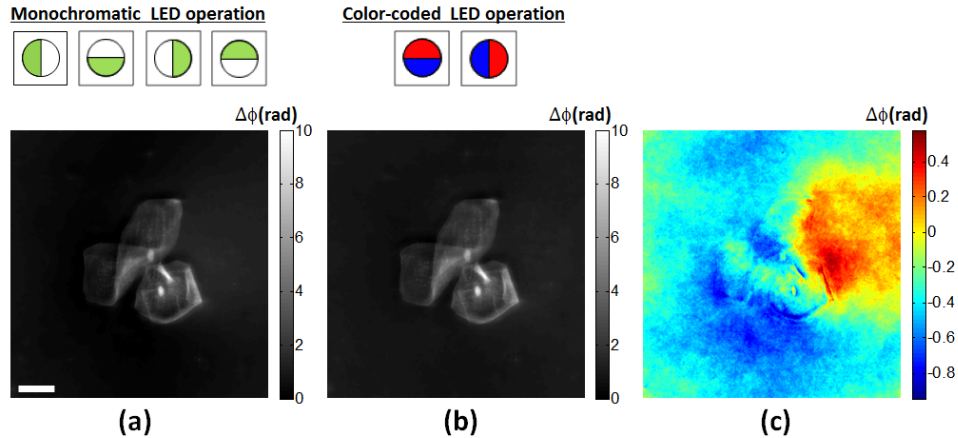 Monochromatic LED operation
Color-coded LED operation
Δϕ(rad)
Δϕ(rad)
Δϕ(rad)
10
8
6
4
2
0
10
8
6
4
2
0
0.4
0.2
0
-0.2
-0.4
-0.6
-0.8
(a)
(b)
(c)